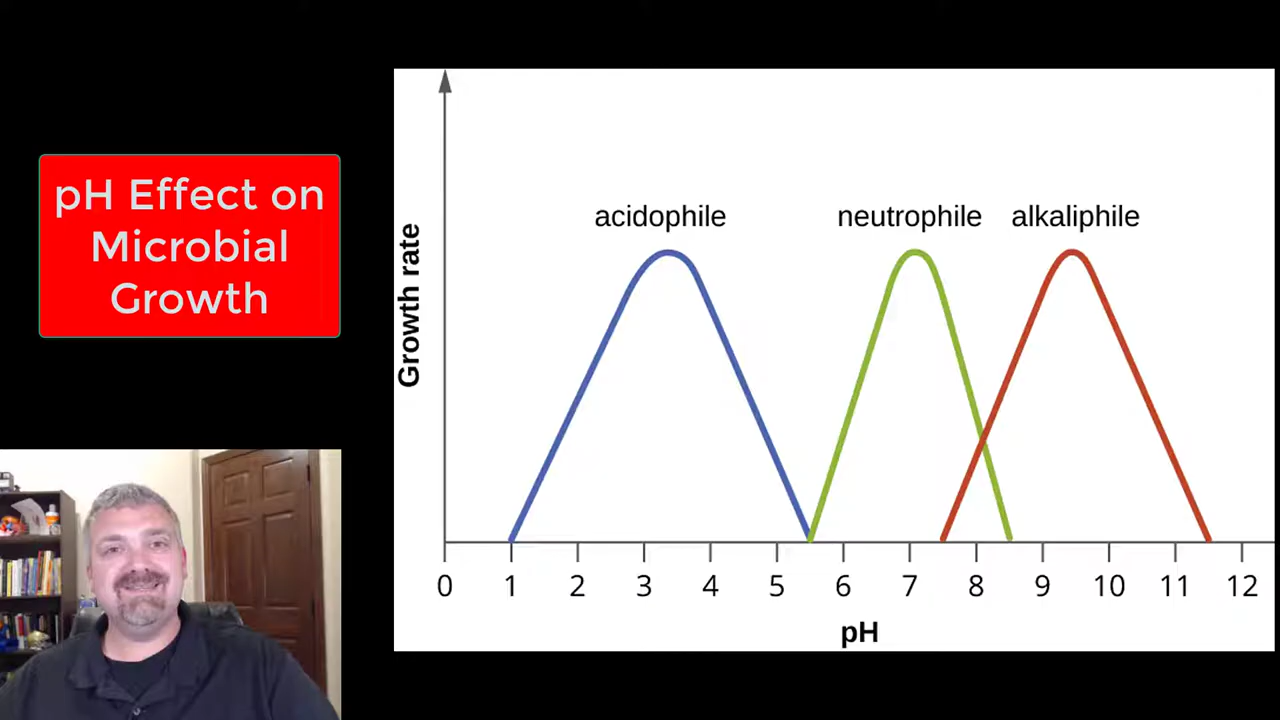 pH Effect on
Microbial
Growth
acidophile
neutrophile
alkaliphile
Growth rate
0 1 2 3 4 5 6 7 8 9 10 11 12
pH